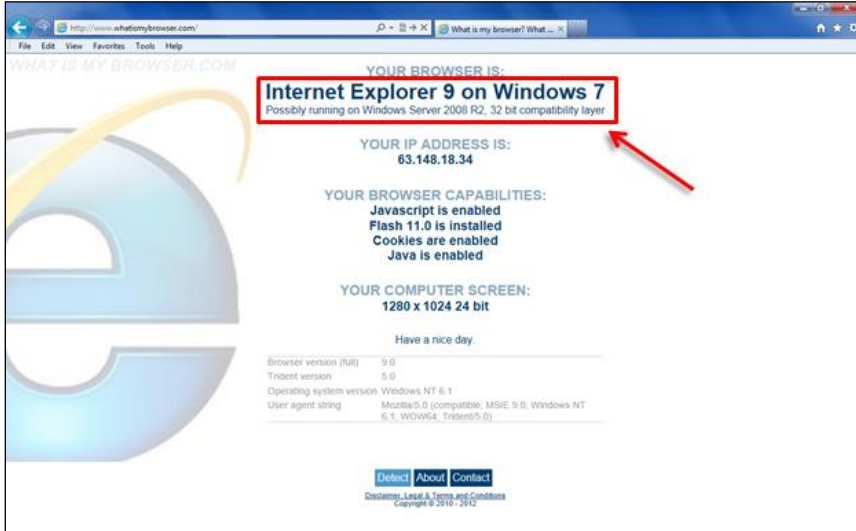 http://www.whatismybrowser.com/
What is my browser? What ...
File Edit View Favorites Tools Help
WHAT IS MY BROWSER.COM
YOUR BROWSER IS:
Internet Explorer 9 on Windows 7
Possibly running on Windows Server 2008 R2, 32 bit compatibility layer
YOUR IP ADDRESS IS:
63.148.18.34
YOUR BROWSER CAPABILITIES:
Javascript is enabled
Flash 11.0 is installed
Cookies are enabled
Java is enabled
YOUR COMPUTER SCREEN:
1280 x 1024 24 bit
Have a nice day.
Browser version (full) 9.0
Trident version 5.0
Operating system version Windows NT 6.1
User agent string Mozilla/5.0 (compatible; MSIE 9.0; Windows NT
6.1; WOW64; Trident/5.0)
Detect About Contact
Disclaimer, Legal & Terms and Conditions
Copyright © 2010 - 2012